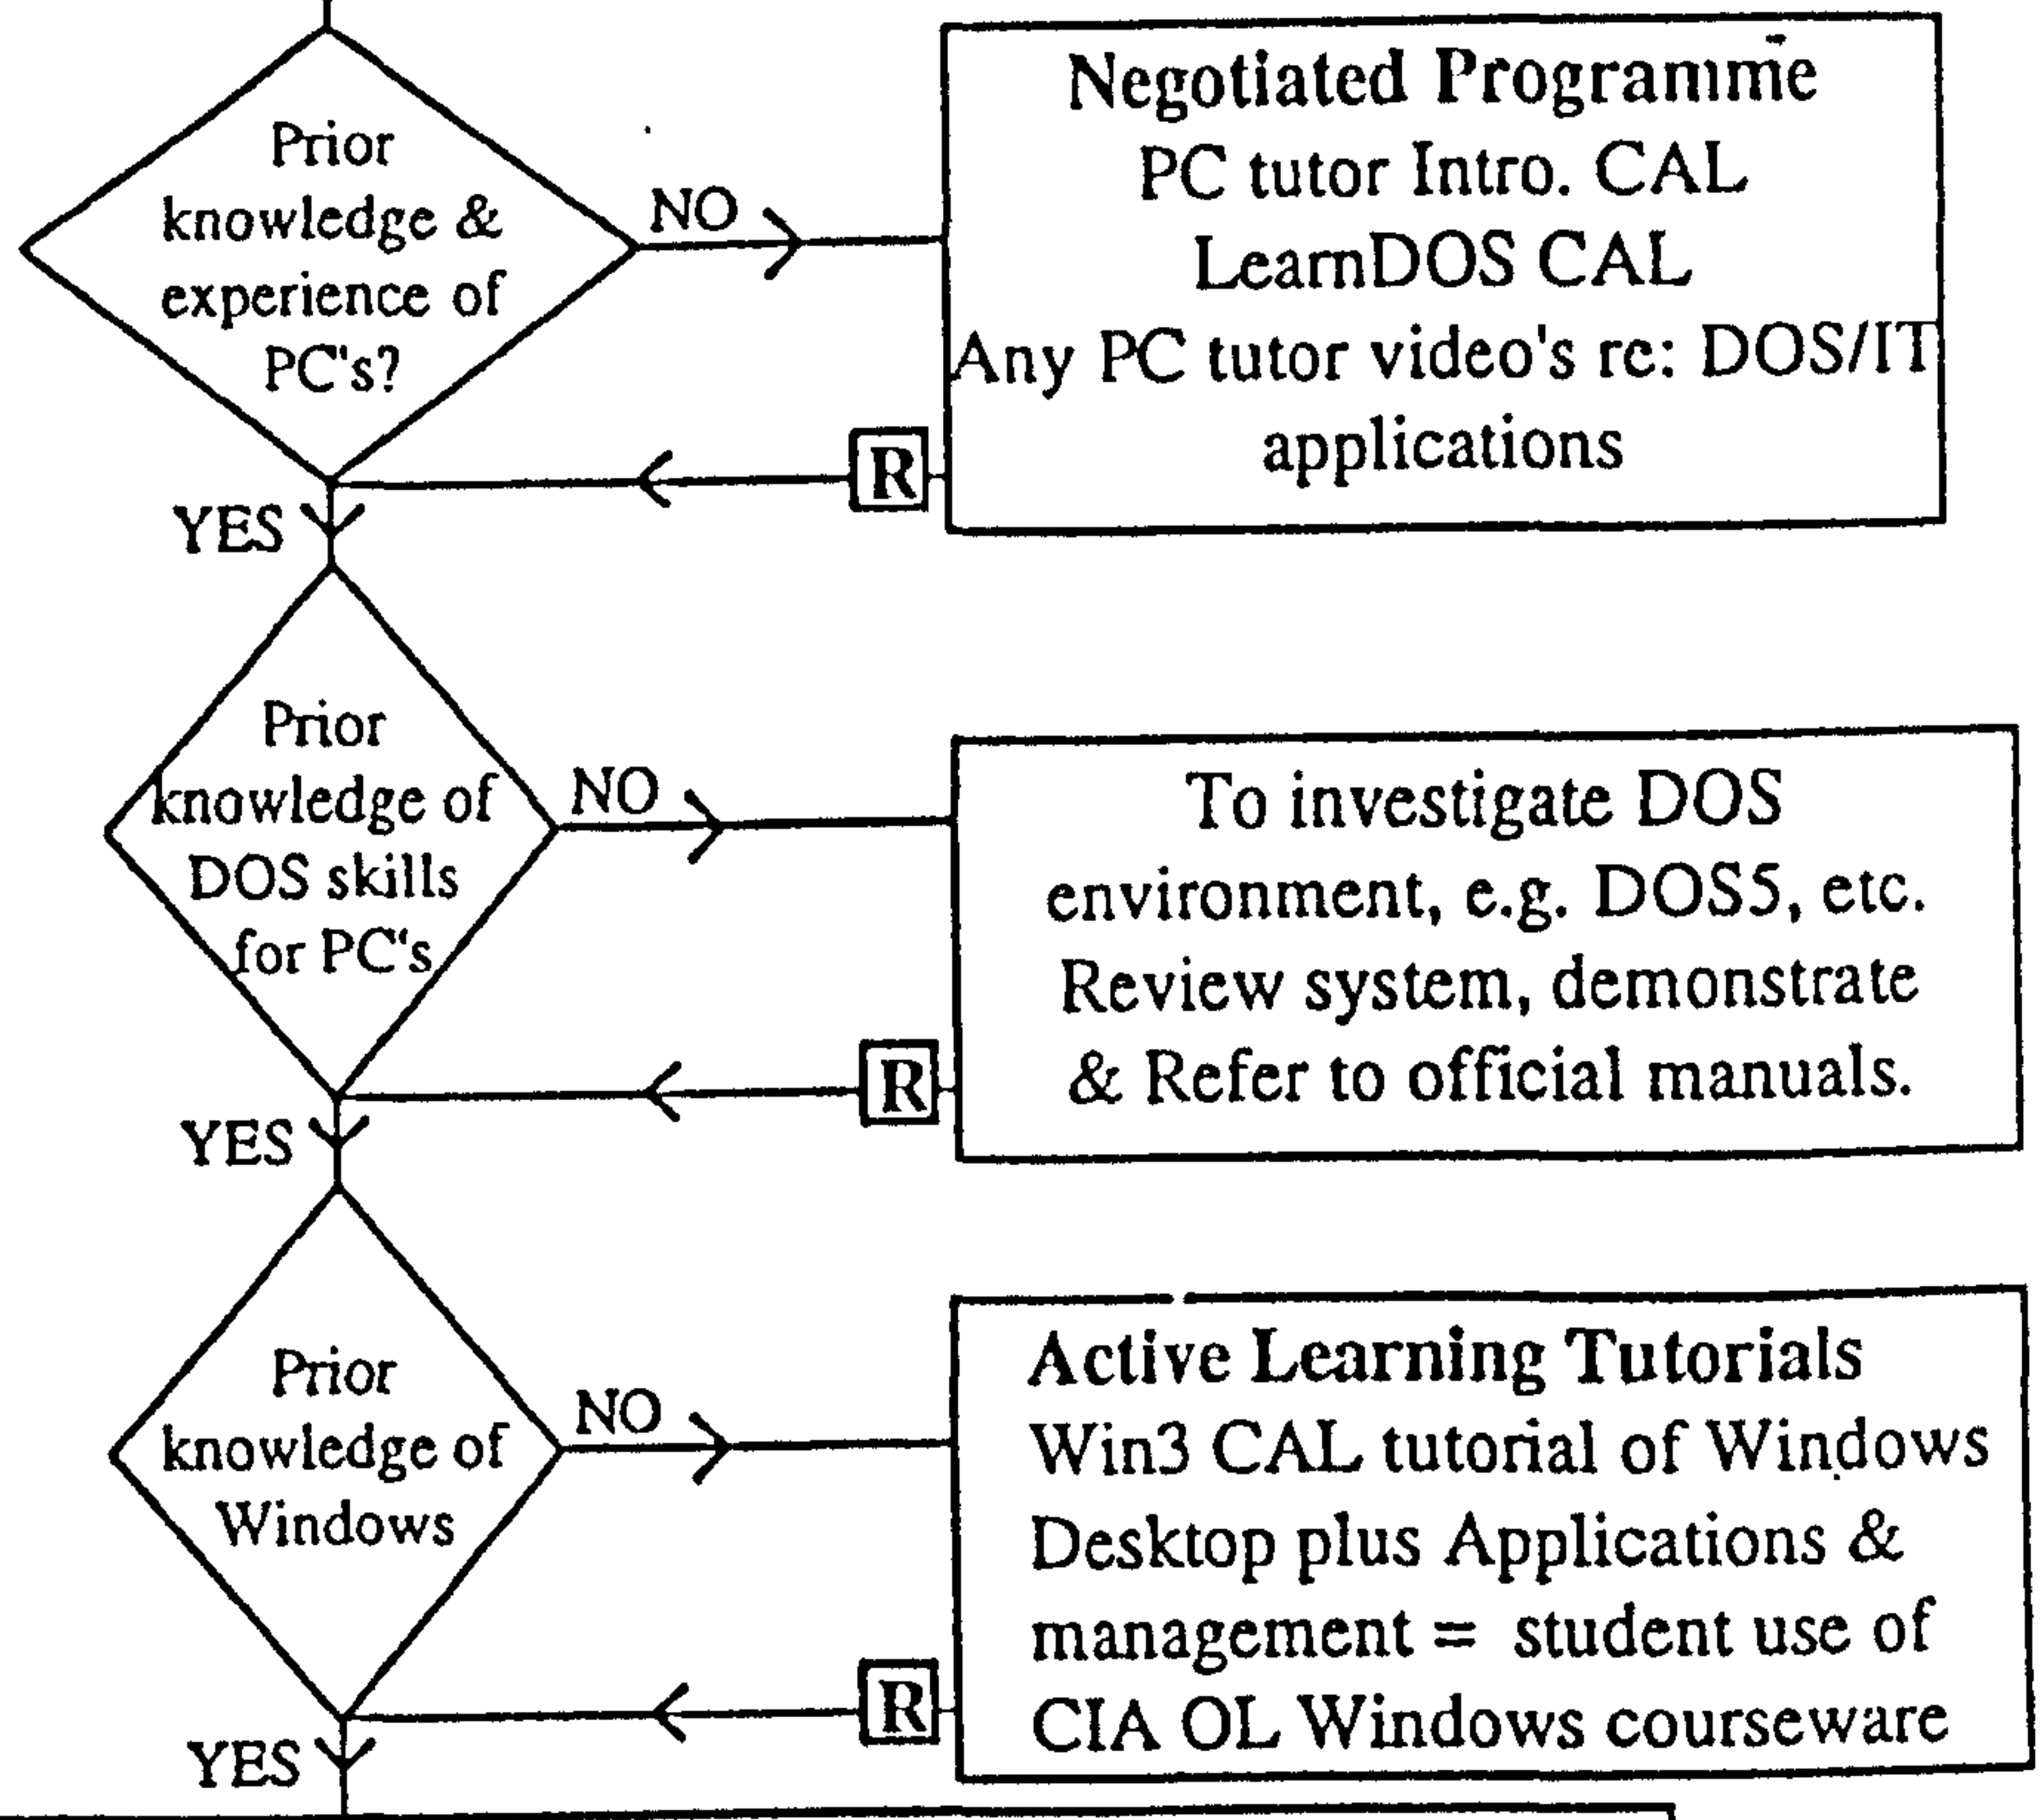 Prior
knowledge &
experience of
PC's?
NO
Negotiated Programme
PC tutor Intro. CAL
LearnDOS CAL
Any PC tutor video's re: DOS/IT
applications
R
YES
Prior
knowledge of
DOS skills
for PC's
NO
To investigate DOS
environment, e.g. DOS5, etc.
Review system, demonstrate
& Refer to official manuals.
R
YES
Prior
knowledge of
Windows
NO
Active Learning Tutorials
Win3 CAL tutorial of Windows
Desktop plus Applications &
management = student use of
CIA OL Windows courseware
R
YES